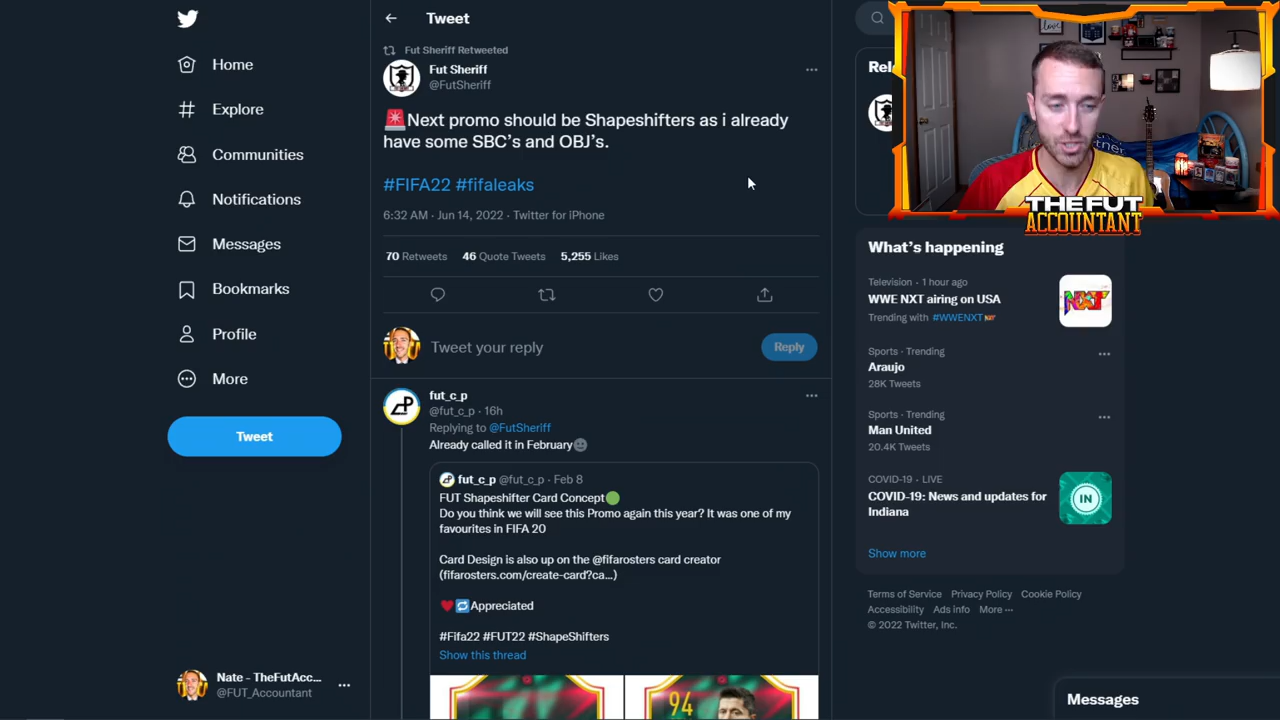 Home
Explore
Communities
Notifications
Messages
Bookmarks
Profile
More
Tweet
Nate - TheFutAcc...
@FUT_Accountant
Tweet
Fut Sheriff Retweeted
Fut Sheriff
@FutSheriff
🚨Next promo should be Shapeshifters as i already
have some SBC's and OBJ's.
#FIFA22 #fifaleaks
6:32 AM · Jun 14, 2022 · Twitter for iPhone
70 Retweets 46 Quote Tweets 5,255 Likes
Tweet your reply
Reply
fut_c_p
@fut_c_p · 16h
Replying to @FutSheriff
Already called it in February🌚
fut_c_p @fut_c_p · Feb 8
FUT Shapeshifter Card Concept🟢
Do you think we will see this Promo again this year? It was one of my
favourites in FIFA 20
Card Design is also up on the @fifarosters card creator
(fifarosters.com/create-card?ca...)
❤️🔁Appreciated
#Fifa22 #FUT22 #ShapeShifters
Show this thread
94
Rel
THE FUT
ACCOUNTANT
What's happening
Television · 1 hour ago
WWE NXT airing on USA
Trending with #WWENXT
NXT
Sports · Trending
Araujo
28K Tweets
Sports · Trending
Man United
20.4K Tweets
COVID-19 · LIVE
COVID-19: News and updates for
Indiana
IN
Show more
Terms of Service Privacy Policy Cookie Policy
Accessibility Ads info More ···
© 2022 Twitter, Inc.
Messages